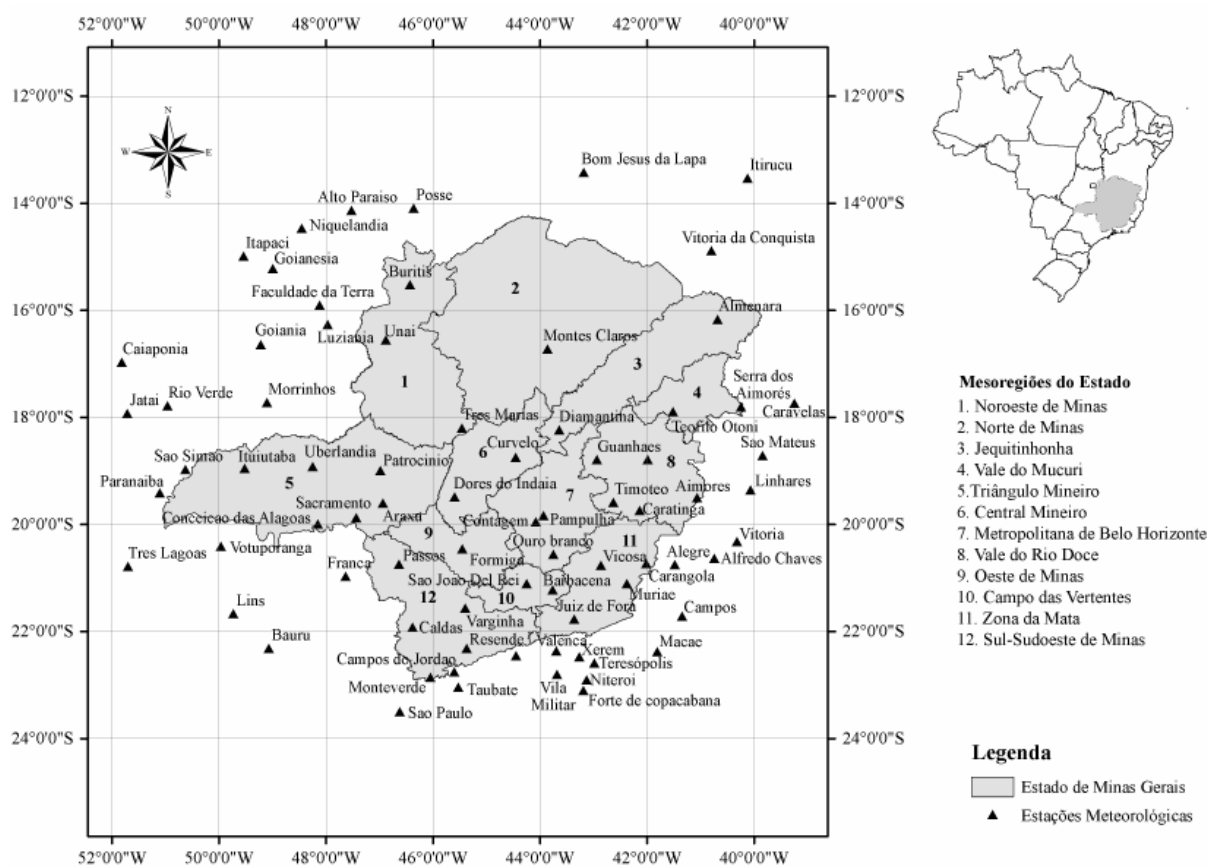 52°0'0"W 50°0'0"W 48°0'0"W 46°0'0"W 44°0'0"W 42°0'0"W 40°0'0"W
12°0'0"S
12°0'0"S
14°0'0"S
14°0'0"S
16°0'0"S
16°0'0"S
18°0'0"S
18°0'0"S
20°0'0"S
20°0'0"S
22°0'0"S
22°0'0"S
24°0'0"S
24°0'0"S
N
W
E
S
Bom Jesus da Lapa
Itirucu
Alto Paraiso
Posse
Niquelandia
Itapaci
Goianesia
Vitoria da Conquista
Buritis
Faculdade da Terra
2
Almenara
Goiania
Luziania
Unai
Montes Claros
Caiaponia
3
1
4
Serra dos
Aimorés
Jatai
Rio Verde
Morrinhos
Caravelas
Tres Marias
Diamantina
Teofilo Otoni
Sao Mateus
Sao Simao
Ituiutaba
Uberlandia
Patrocinio
6
Curvelo
Guanhaes
8
Paranaiba
5
Dores do Indaia
7
Timoteo
Aimores
Linhares
Sacramento
Conceicao das Alagoas
Araxa
9
Contagem
Pampulha
Caratinga
Tres Lagoas
Votuporanga
Ouro branco
11
Vitoria
Franca
Passos
Formiga
Vicosa
Alegre
Alfredo Chaves
Sao João Del Rei
Barbacena
Carangola
Lins
12
10
Juiz de Fora
Muriae
Campos
Bauru
Caldas
Varginha
Resende
Valenca
Xerem
Macae
Campos do Jordao
Teresópolis
Monteverde
Taubate
Vila
Militar
Niteroi
Forte de copacabana
Sao Paulo
52°0'0"W 50°0'0"W 48°0'0"W 46°0'0"W 44°0'0"W 42°0'0"W 40°0'0"W
Mesoregiões do Estado
1. Noroeste de Minas
2. Norte de Minas
3. Jequitinhonha
4. Vale do Mucuri
5.Triângulo Mineiro
6. Central Mineiro
7. Metropolitana de Belo Horizonte
8. Vale do Rio Doce
9. Oeste de Minas
10. Campo das Vertentes
11. Zona da Mata
12. Sul-Sudoeste de Minas
Legenda
Estado de Minas Gerais
Estações Meteorológicas